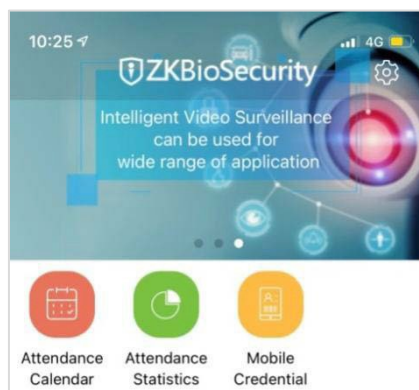 10:25
4G
ZKBioSecurity
Intelligent Video Surveillance
can be used for
wide range of application
Attendance
Calendar
Attendance
Statistics
Mobile
Credential